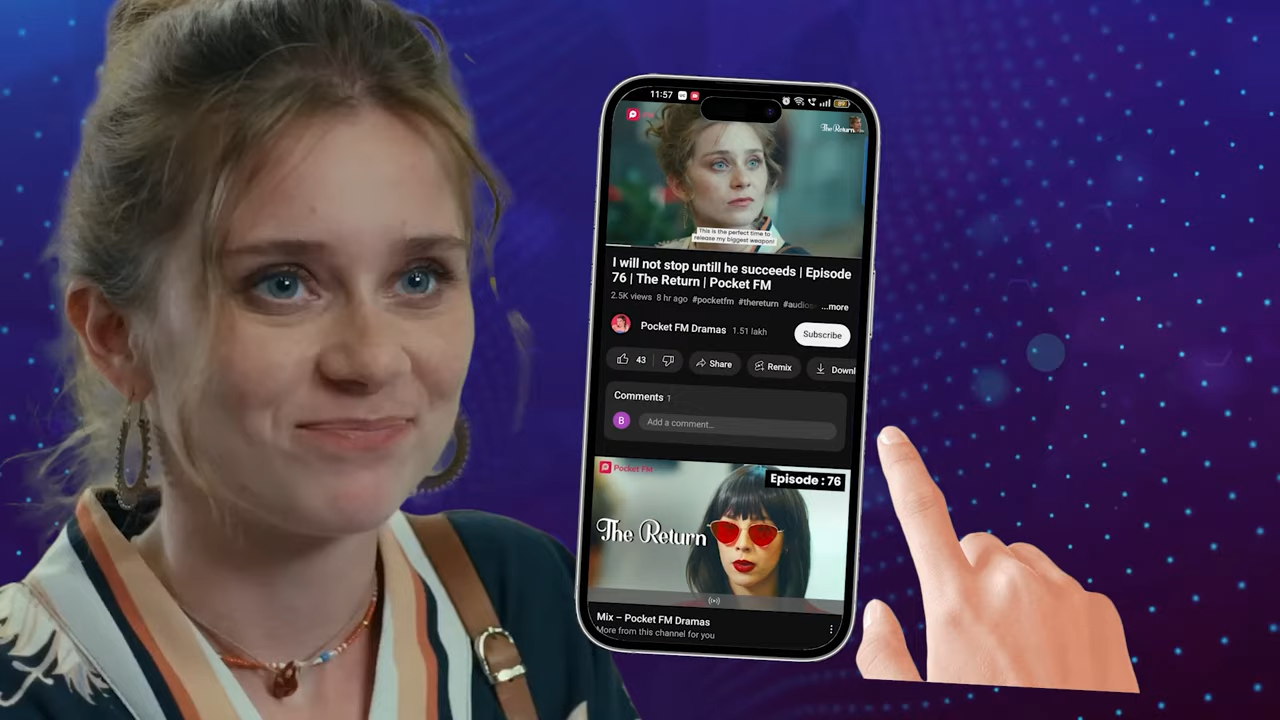 11:57
89
The Return
This is the perfect time to
release my biggest weapon!
I will not stop untill he succeeds | Episode
76 | The Return | Pocket FM
2.5K views 8 hr ago #pocketfm #thereturn #audios ...more
Pocket FM Dramas 1.51 lakh Subscribe
43 Share Remix Downl
Comments 1
B Add a comment...
Pocket FM
Episode : 76
The Return
Mix – Pocket FM Dramas
More from this channel for you